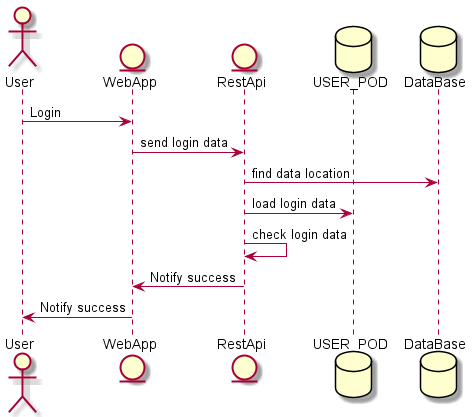 User WebApp RestApi USER_POD DataBase
Login
send login data
find data location
load login data
check login data
Notify success
Notify success
User WebApp RestApi USER_POD DataBase